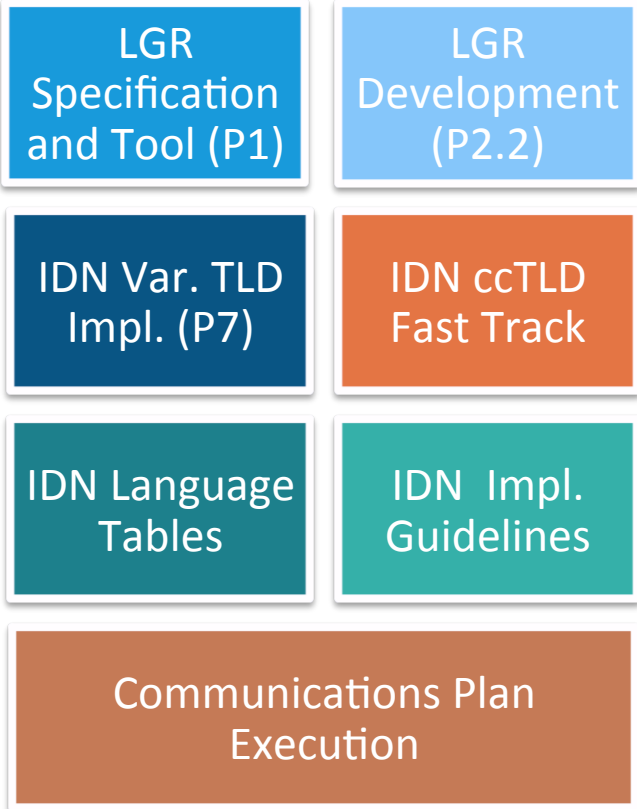 LGR
Specification
and Tool (P1)
LGR
Development
(P2.2)
IDN Var. TLD
Impl. (P7)
IDN ccTLD
Fast Track
IDN Language
Tables
IDN  Impl.
Guidelines
Communications Plan
Execution